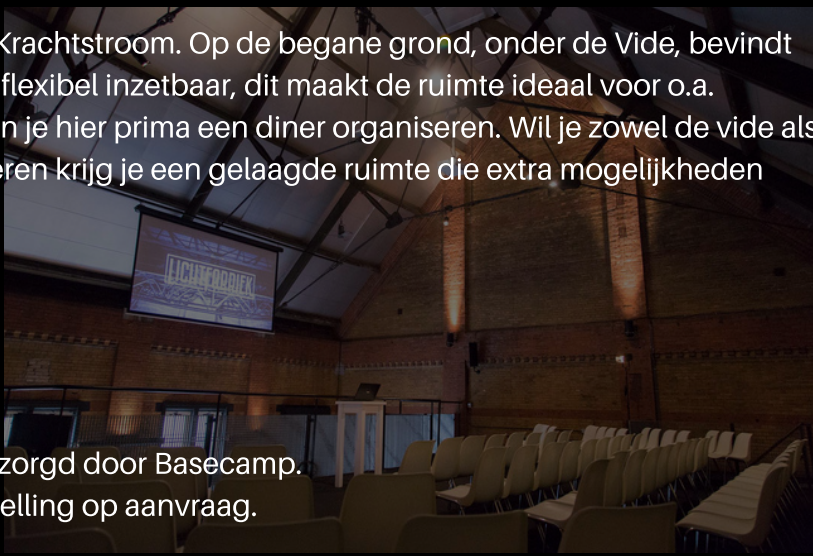 Krachtstroom. Op de begane grond, onder de Vide, bevindt
flexibel inzetbaar, dit maakt de ruimte ideaal voor o.a.
n je hier prima een diner organiseren. Wil je zowel de vide als
eren krijg je een gelaagde ruimte die extra mogelijkheden
LICHTFABRIEK
zorgd door Basecamp.
elling op aanvraag.